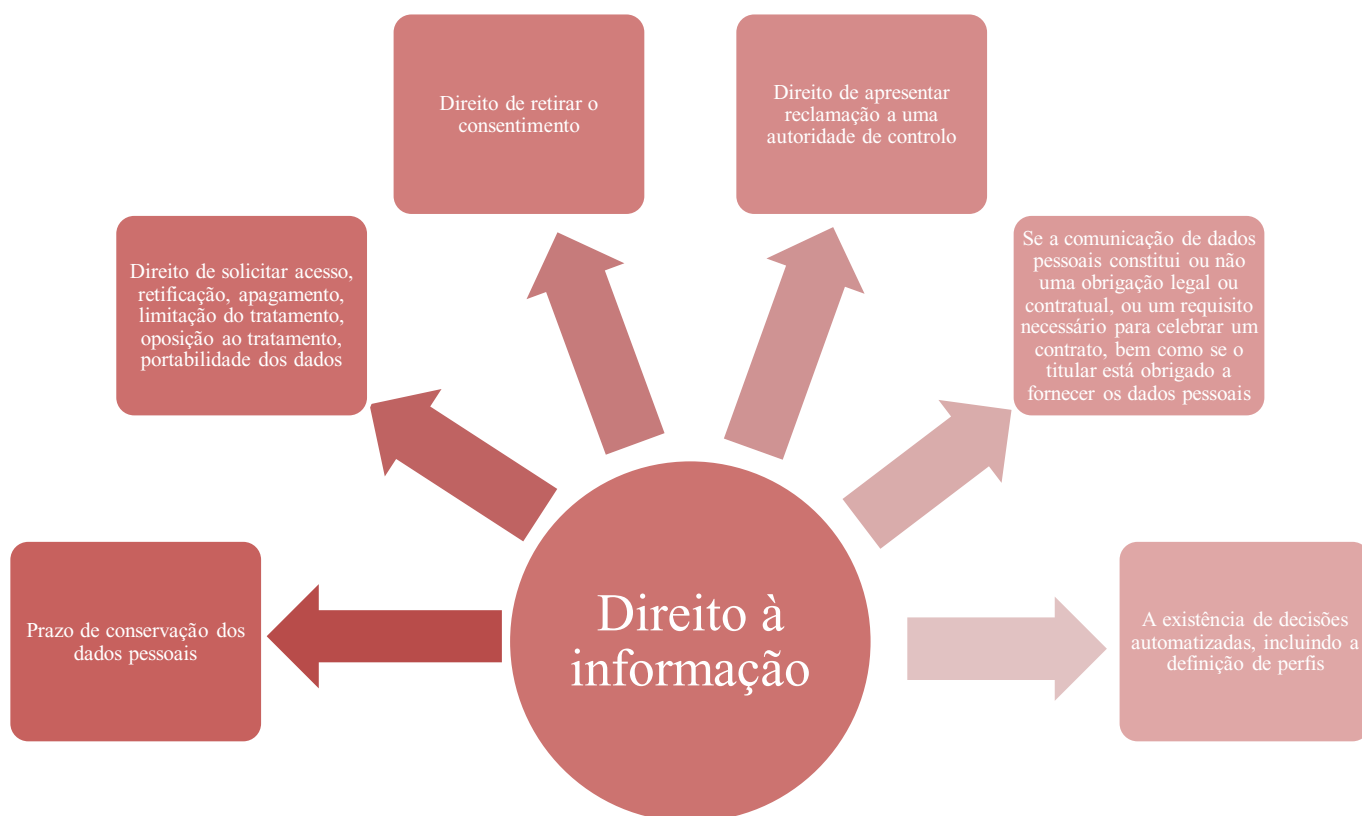 Direito de retirar o
consentimento
Direito de apresentar
reclamação a uma
autoridade de controlo
Direito de solicitar acesso,
retificação, apagamento,
limitação do tratamento,
oposição ao tratamento,
portabilidade dos dados
Se a comunicação de dados
pessoais constitui ou não
uma obrigação legal ou
contratual, ou um requisito
necessário para celebrar um
contrato, bem como se o
titular está obrigado a
fornecer os dados pessoais
Prazo de conservação dos
dados pessoais
Direito à
informação
A existência de decisões
automatizadas, incluindo a
definição de perfis